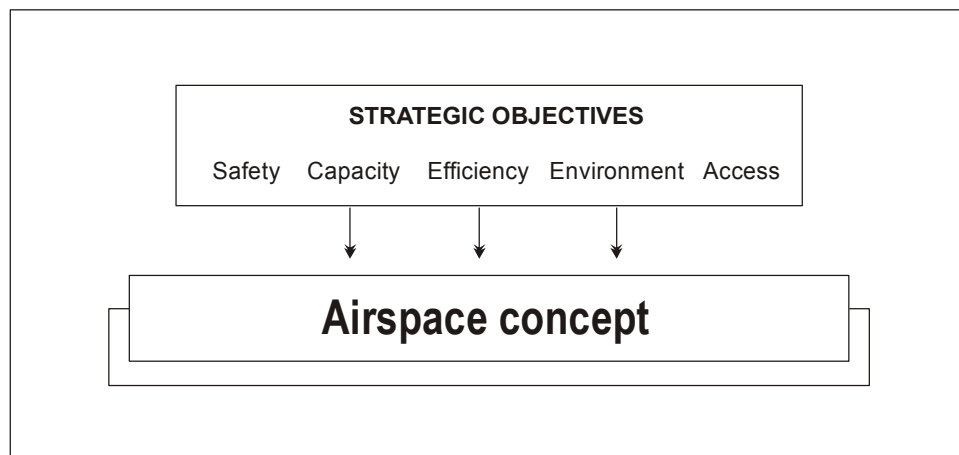 STRATEGIC OBJECTIVES
Safety Capacity Efficiency Environment Access
Airspace concept